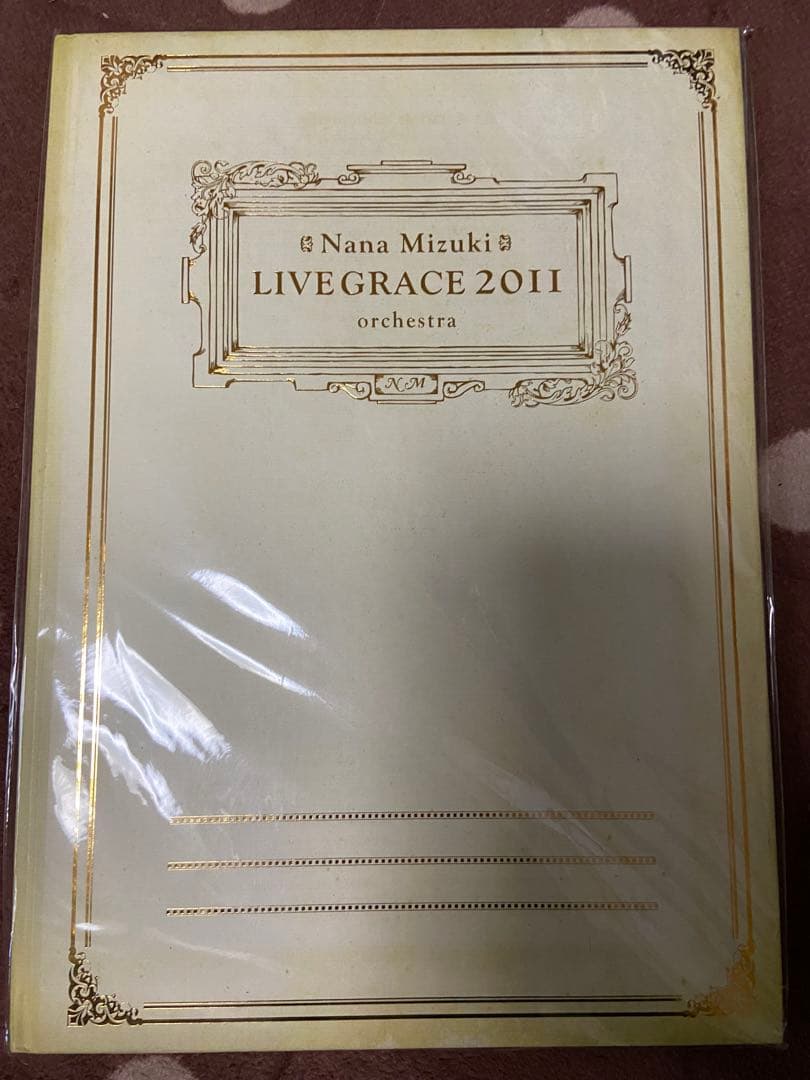 Nana Mizuki
LIVE GRACE 2011
orchestra
NM